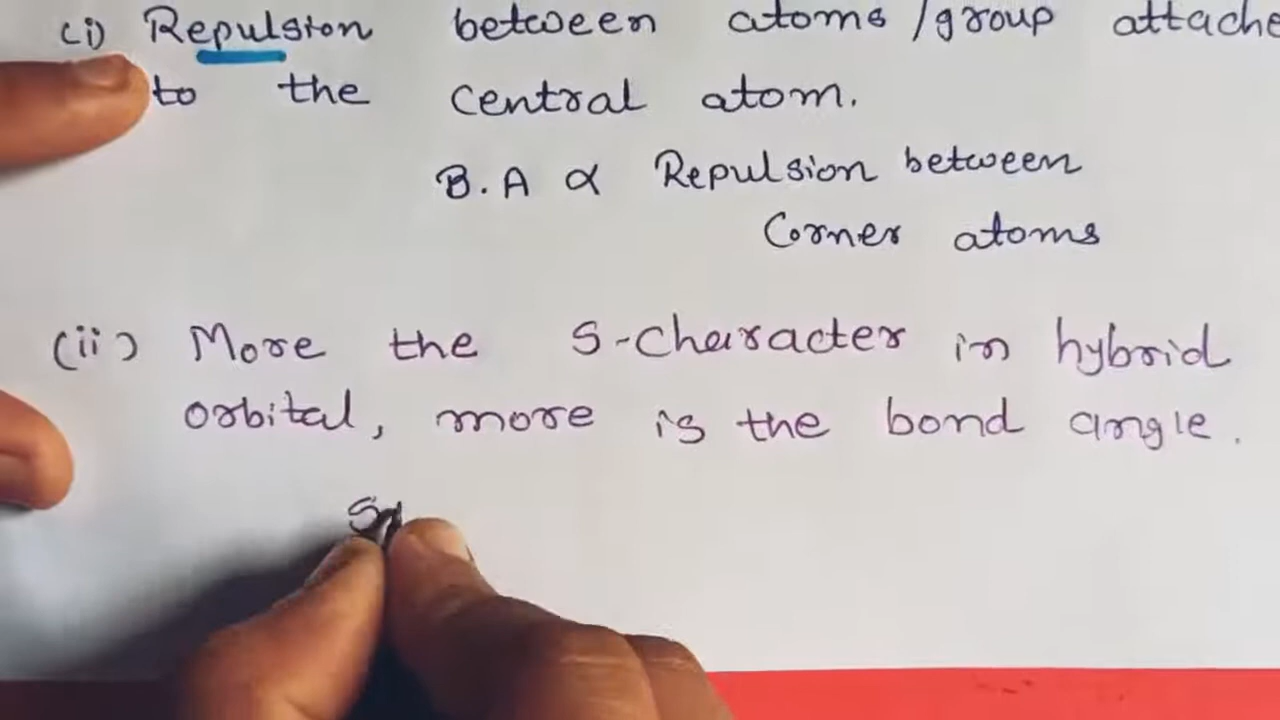 (i) Repulsion between atoms /group attache
to the central atom.
B.A ∝ Repulsion between
Corner atoms
(ii) More the S-character in hybrid
orbital, more is the bond angle.
S